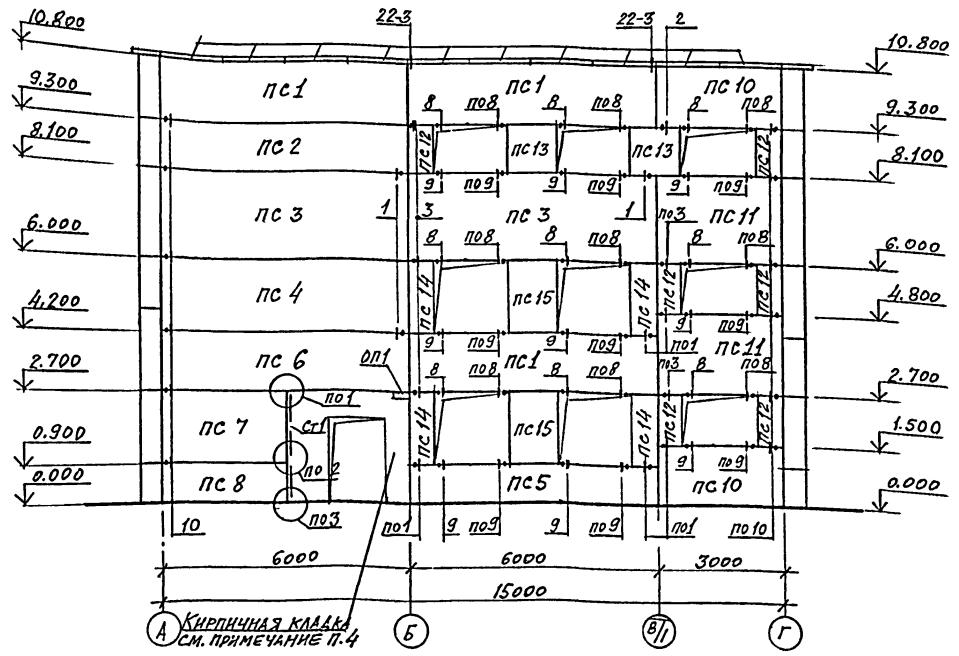 22-3 22-3 2
10.800 10.800
ПС1 ПС1 ПС10
9.300 8 ПО8 8 ПО8 8 ПО8 9.300
8.100 ПС2 ПС12 ПС13 ПС13 ПС12 8.100
9 ПО9 9 ПО9 9 ПО9
ПС3 1 3 ПС3 1 ПО3 ПС11
6.000 8 ПО8 8 ПО8 8 ПО8 6.000
4.200 ПС4 ПС14 ПС15 ПС14 ПС12 ПС12 4.800
9 ПО9 9 ПО9 ПО1 9 ПО9
ПС6 ОП1 ПС1 ПС11
2.700 ПО1 8 ПО8 8 ПО8 ПО3 8 ПО8 2.700
ПС7 СТ1 ПС14 ПС15 ПС14 ПС12 ПС12
0.900 ПО2 9 ПО9 1.500
0.000 ПС8 ПС5 ПС10 0.000
10 ПО3 ПО1 9 ПО9 9 ПО9 ПО1 ПО10
6000 6000 3000
15000
А Б В/1 Г
КИРПИЧНАЯ КЛАДКА
СМ. ПРИМЕЧАНИЕ П.4